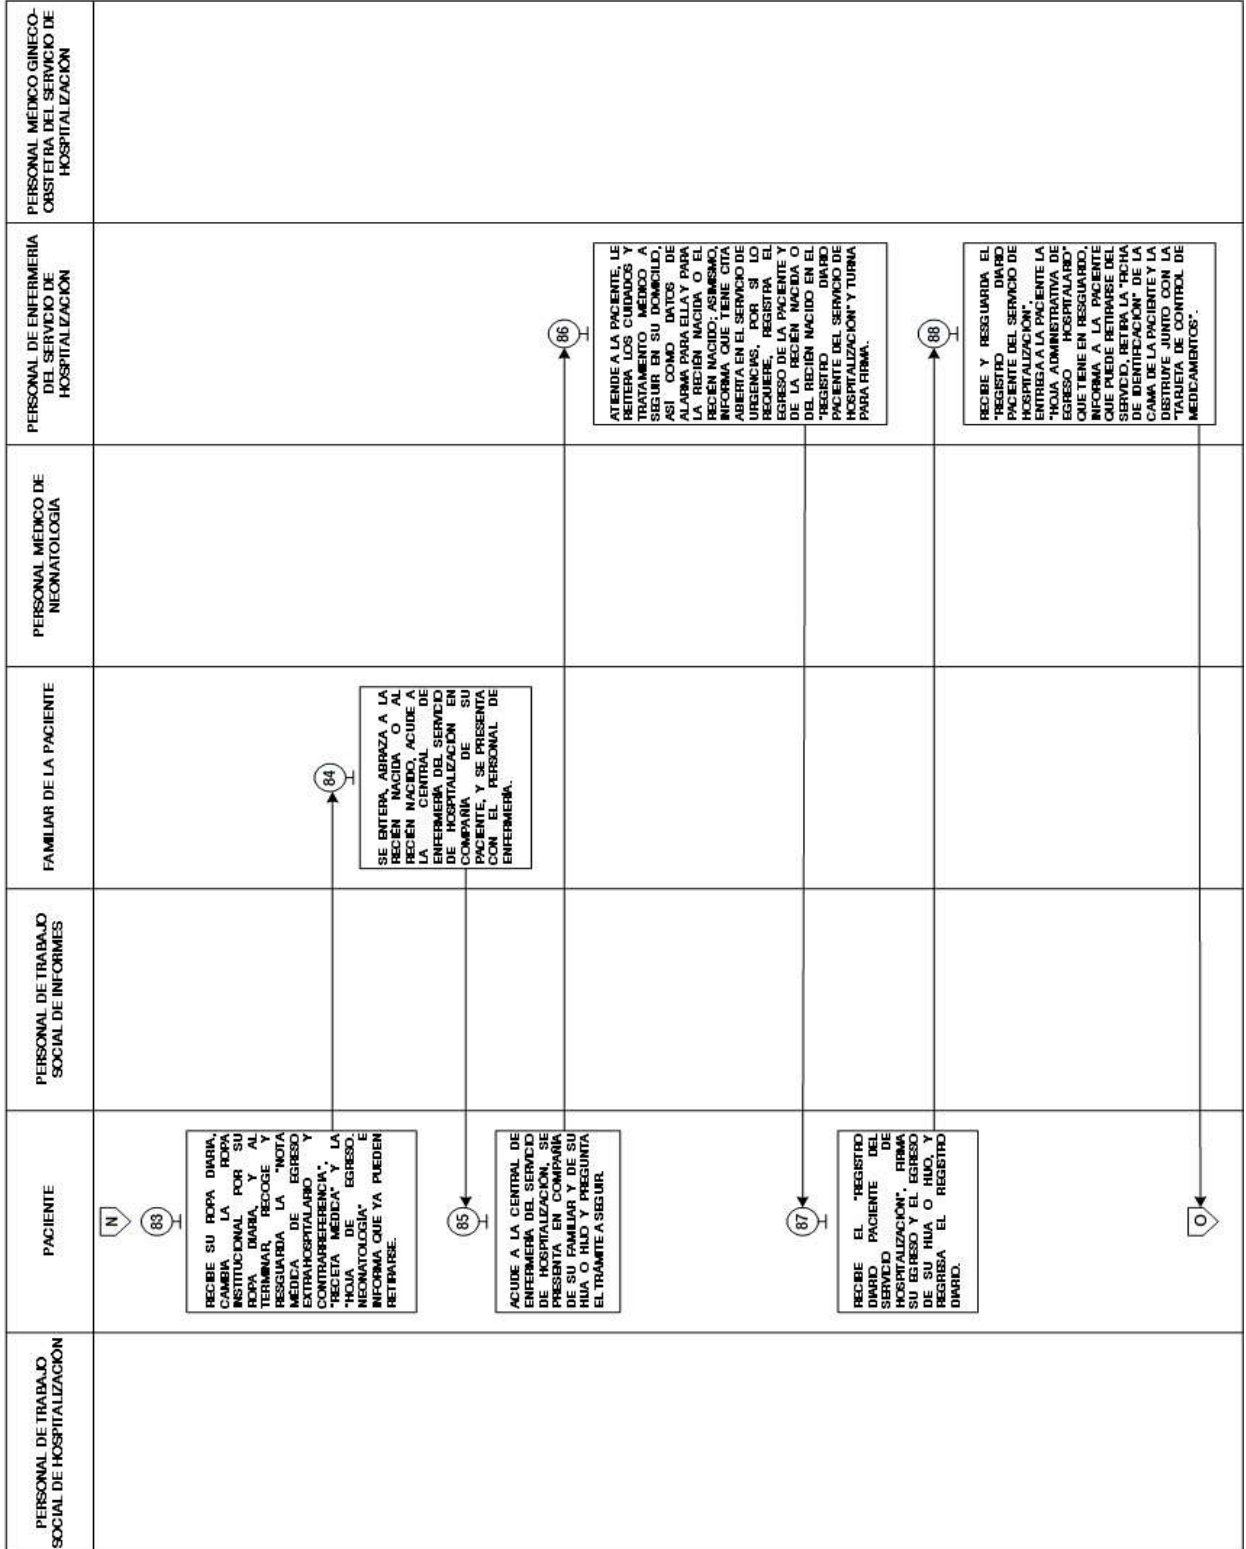 PERSONAL DE TRABAJO
SOCIAL DE HOSPITALIZACIÓN
PACIENTE
PERSONAL DE TRABAJO
SOCIAL DE INFORMES
FAMILIAR DE LA PACIENTE
PERSONAL MÉDICO DE
NEONATOLOGÍA
PERSONAL DE ENFERMERÍA
DEL SERVICIO DE
HOSPITALIZACIÓN
PERSONAL MÉDICO GINECO-
OBSTETRA DEL SERVICIO DE
HOSPITALIZACIÓN
N
83
RECIBE SU ROPA DIARIA,
CAMBIA LA ROPA
INSTITUCIONAL POR SU
ROPA DIARIA, Y AL
TERMINAR, RECOGE Y
RESGUARDA LA "NOTA
MÉDICA DE EGRESO
EXTRAHOSPITALARIO Y
CONTRARREFERENCIA",
"RECETA MÉDICA" Y LA
"HOJA DE EGRESO.
NEONATOLOGÍA" E
INFORMA QUE YA PUEDEN
RETIRARSE.
84
SE ENTERA, ABRAZA A LA
RECIÉN NACIDA O AL
RECIÉN NACIDO, ACUDE A
LA CENTRAL DE
ENFERMERÍA DEL SERVICIO
DE HOSPITALIZACIÓN EN
COMPAÑÍA DE SU
PACIENTE, Y SE PRESENTA
CON EL PERSONAL DE
ENFERMERÍA.
85
ACUDE A LA CENTRAL DE
ENFERMERÍA DEL SERVICIO
DE HOSPITALIZACIÓN, SE
PRESENTA EN COMPAÑÍA
DE SU FAMILIAR Y DE SU
HIJA O HIJO Y PREGUNTA
EL TRÁMITE A SEGUIR.
86
ATIENDE A LA PACIENTE, LE
REITERA LOS CUIDADOS Y
TRATAMIENTO MÉDICO A
SEGUIR EN SU DOMICILIO,
ASÍ COMO DATOS DE
ALARMA PARA ELLA Y PARA
LA RECIÉN NACIDA O EL
RECIÉN NACIDO; ASIMISMO,
INFORMA QUE TIENE CITA
ABIERTA EN EL SERVICIO DE
URGENCIAS, POR SÍ LO
REQUIERE, REGISTRA EL
EGRESO DE LA PACIENTE Y
DE LA RECIÉN NACIDA O
DEL RECIÉN NACIDO EN EL
"REGISTRO DIARIO
PACIENTE DEL SERVICIO DE
HOSPITALIZACIÓN" Y TURNA
PARA FIRMA.
87
RECIBE EL "REGISTRO
DIARIO PACIENTE DEL
SERVICIO DE
HOSPITALIZACIÓN", FIRMA
SU EGRESO Y EL EGRESO
DE SU HIJA O HIJO, Y
REGRESA EL REGISTRO
DIARIO.
88
RECIBE Y RESGUARDA EL
"REGISTRO DIARIO
PACIENTE DEL SERVICIO DE
HOSPITALIZACIÓN",
ENTREGA A LA PACIENTE LA
"HOJA ADMINISTRATIVA DE
EGRESO HOSPITALARIO"
QUE TIENE EN RESGUARDO,
INFORMA A LA PACIENTE
QUE PUEDE RETIRARSE DEL
SERVICIO, RETIRA LA "FICHA
DE IDENTIFICACIÓN" DE LA
CAMA DE LA PACIENTE Y LA
DESTRUYE JUNTO CON LA
"TARJETA DE CONTROL DE
MEDICAMENTOS".
O